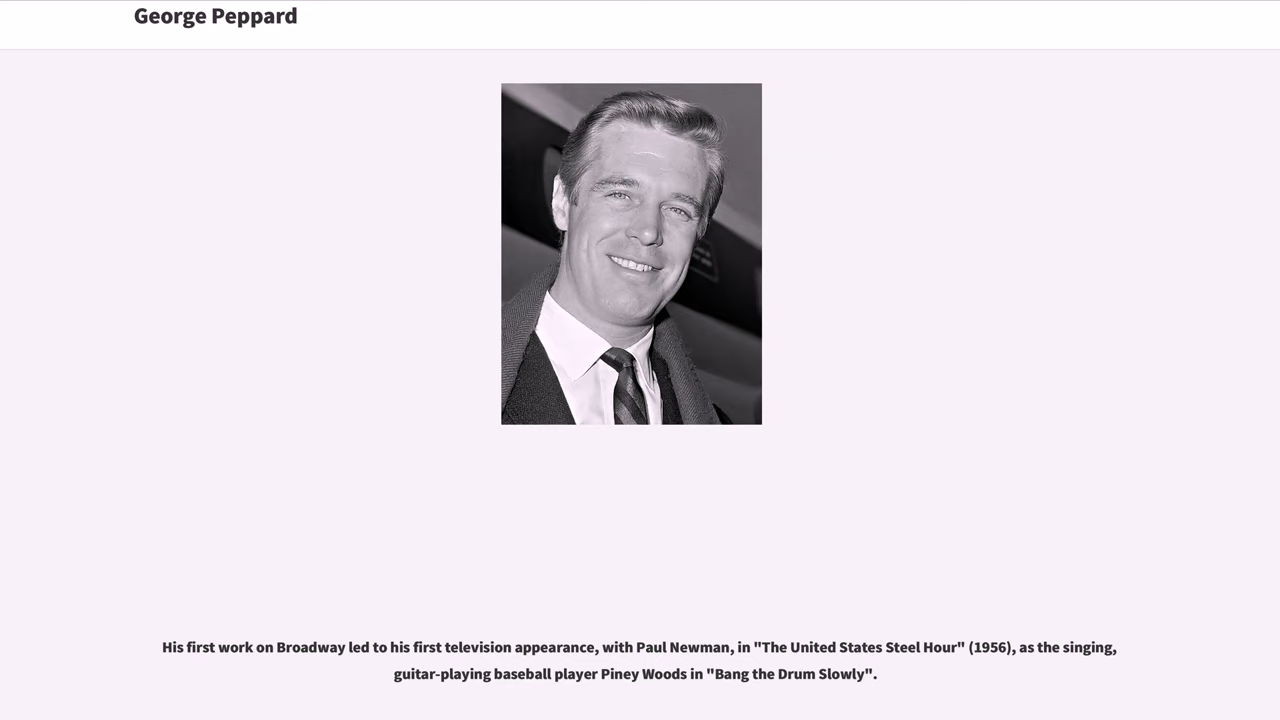 George Peppard
His first work on Broadway led to his first television appearance, with Paul Newman, in "The United States Steel Hour" (1956), as the singing,
guitar-playing baseball player Piney Woods in "Bang the Drum Slowly".